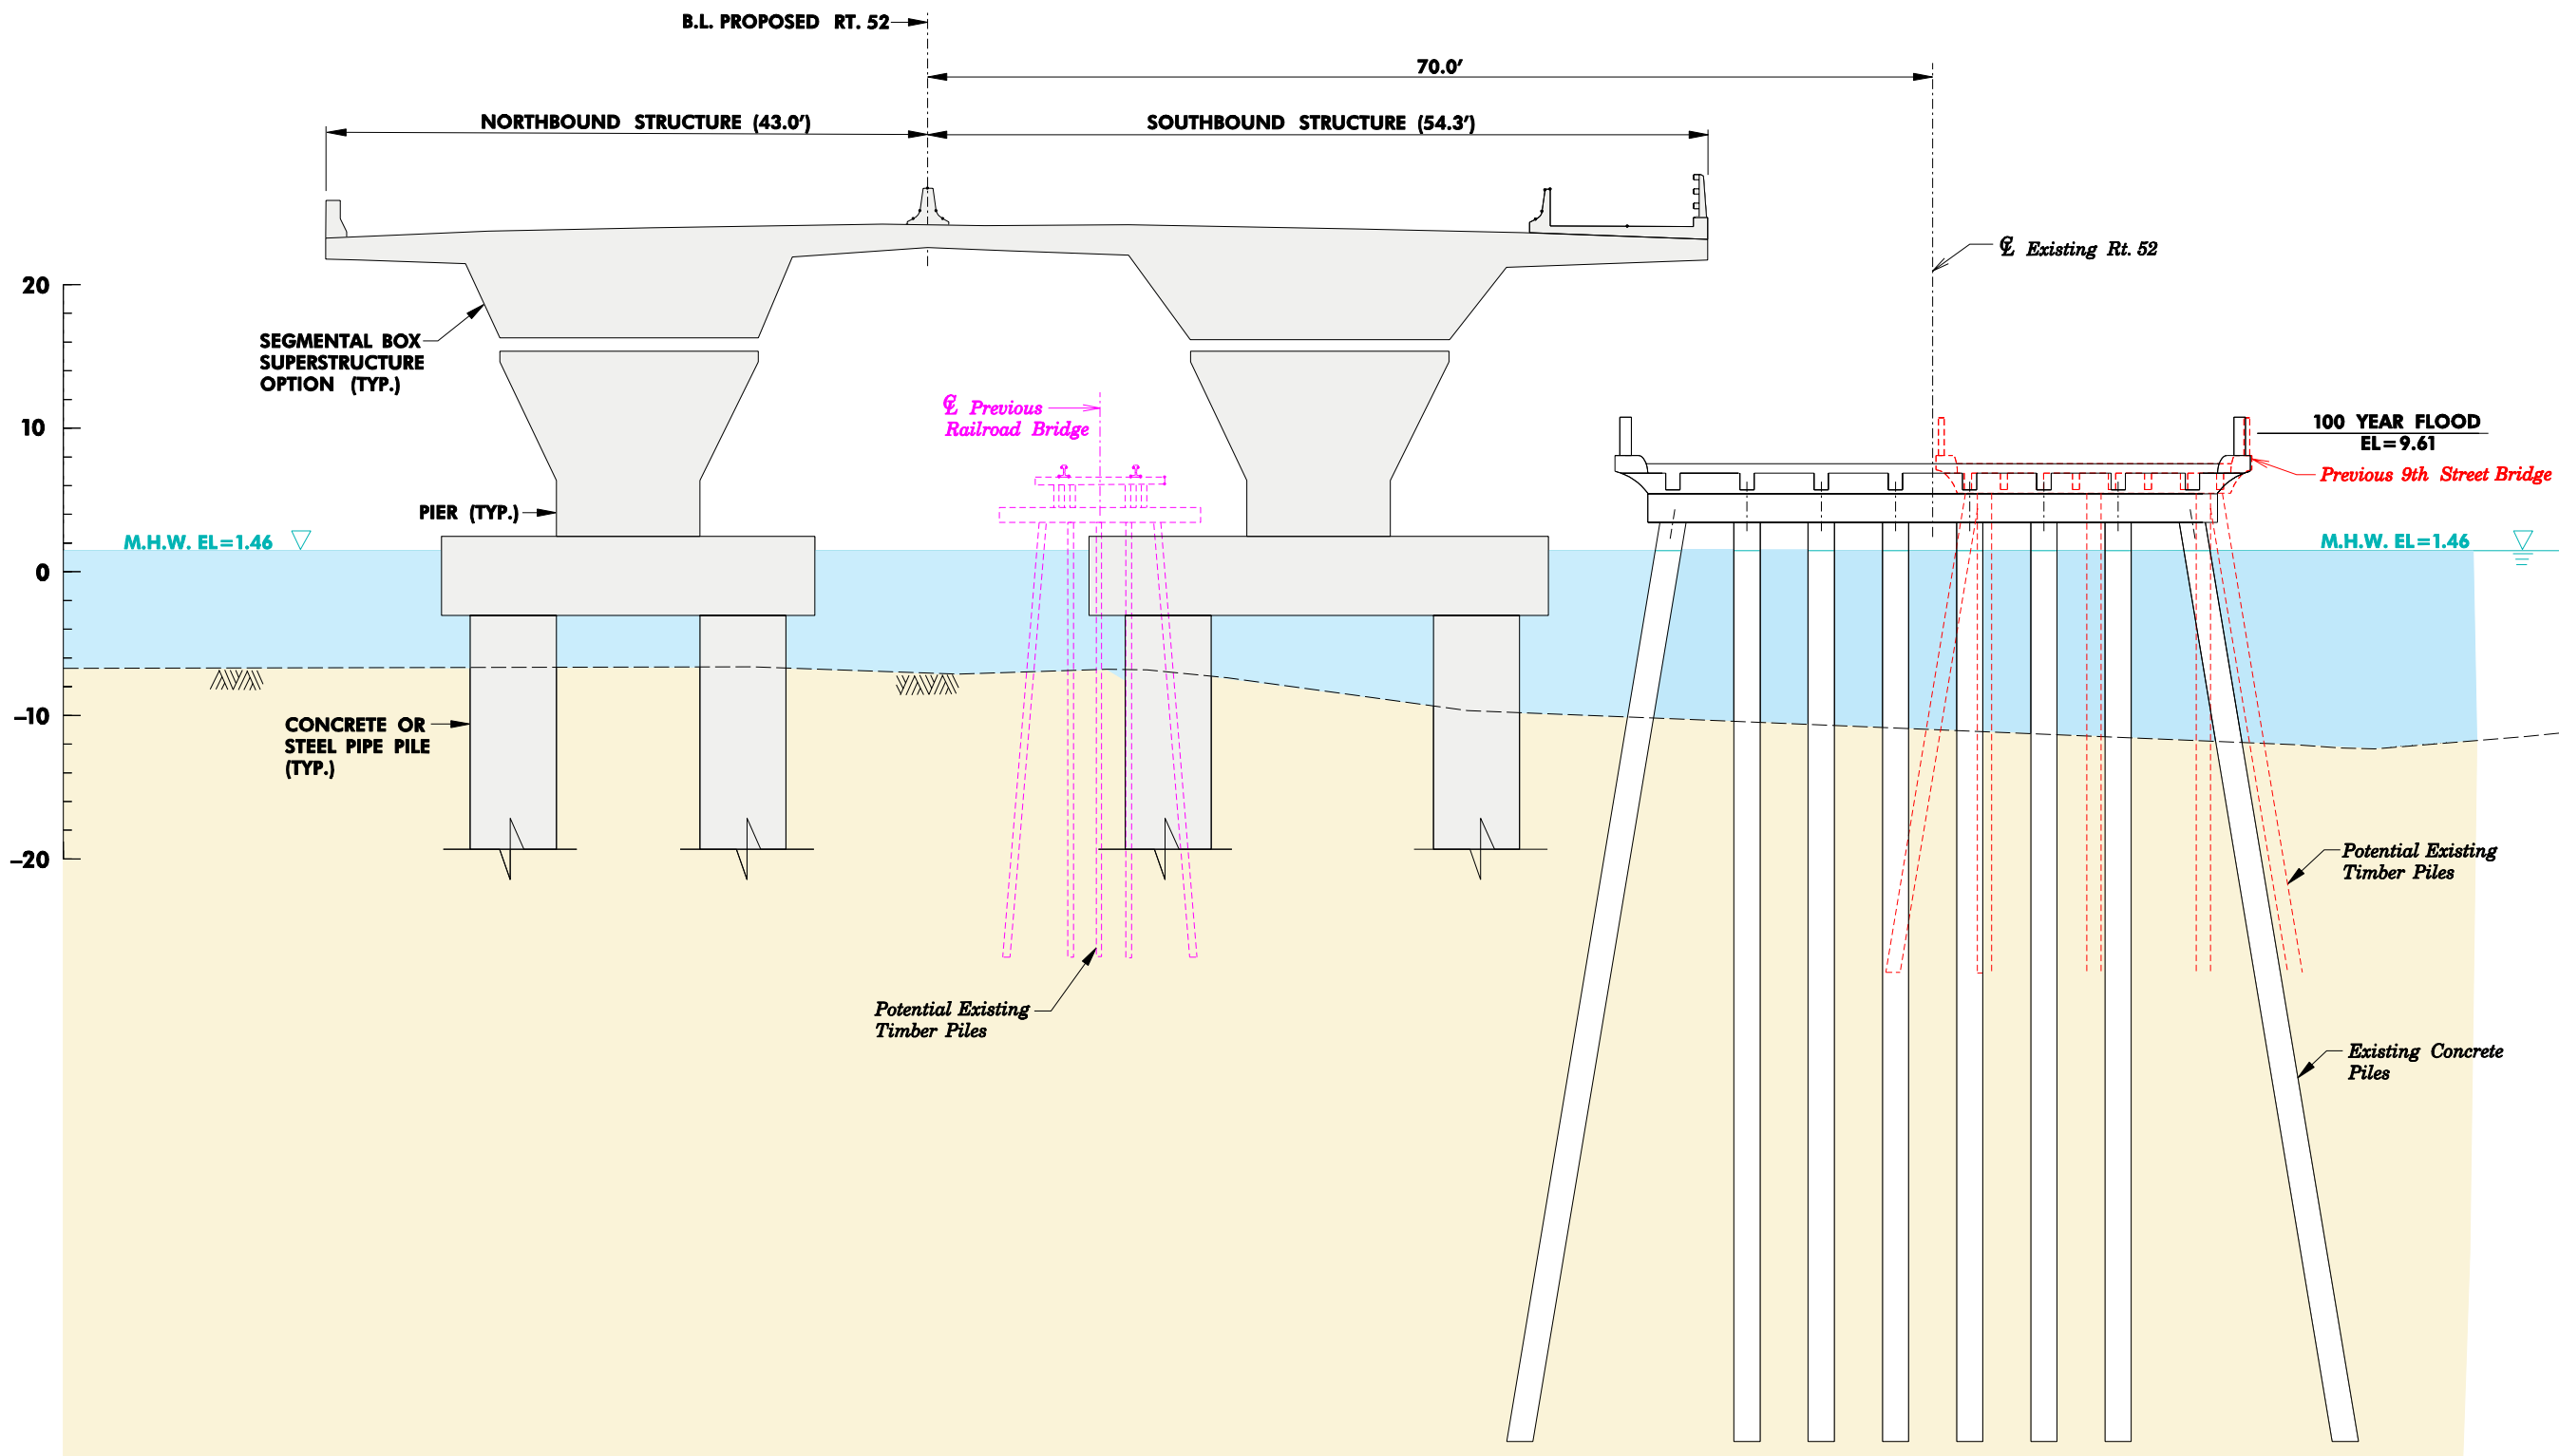 B.L. PROPOSED RT. 52
70.0'
NORTHBOUND STRUCTURE (43.0')
SOUTHBOUND STRUCTURE (54.3')
℄ Existing Rt. 52
20
SEGMENTAL BOX
SUPERSTRUCTURE
OPTION (TYP.)
℄ Previous
Railroad Bridge
10
100 YEAR FLOOD
EL=9.61
Previous 9th Street Bridge
PIER (TYP.)
M.H.W. EL=1.46
M.H.W. EL=1.46
0
-10
CONCRETE OR
STEEL PIPE PILE
(TYP.)
-20
Potential Existing
Timber Piles
Potential Existing
Timber Piles
Existing Concrete
Piles